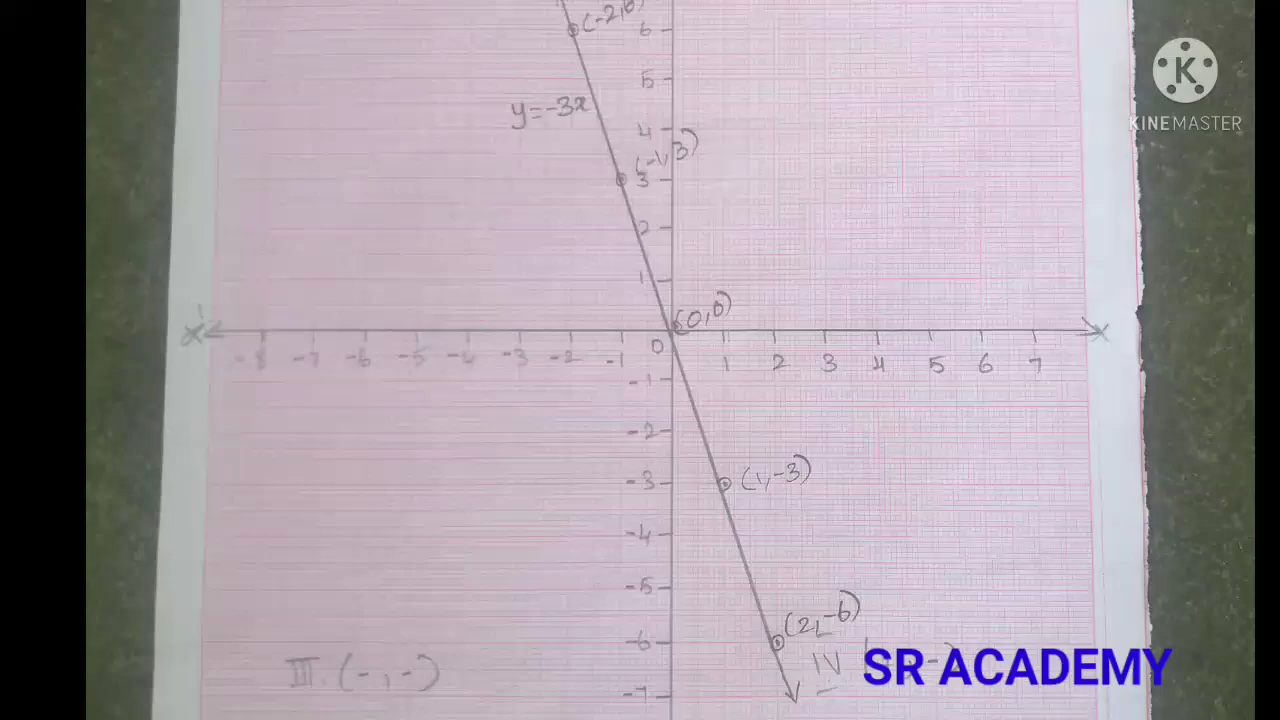 (-2,6)
6
5
y=-3x
4
(-1,3)
3
2
1
(0,0)
X' -8 -7 -6 -5 -4 -3 -2 -1 0 1 2 3 4 5 6 7 X
-1
-2
-3 (1,-3)
-4
-5
-6 (2,-6)
III. (-,-)
IV
-7
K
KINEMASTER
SR ACADEMY